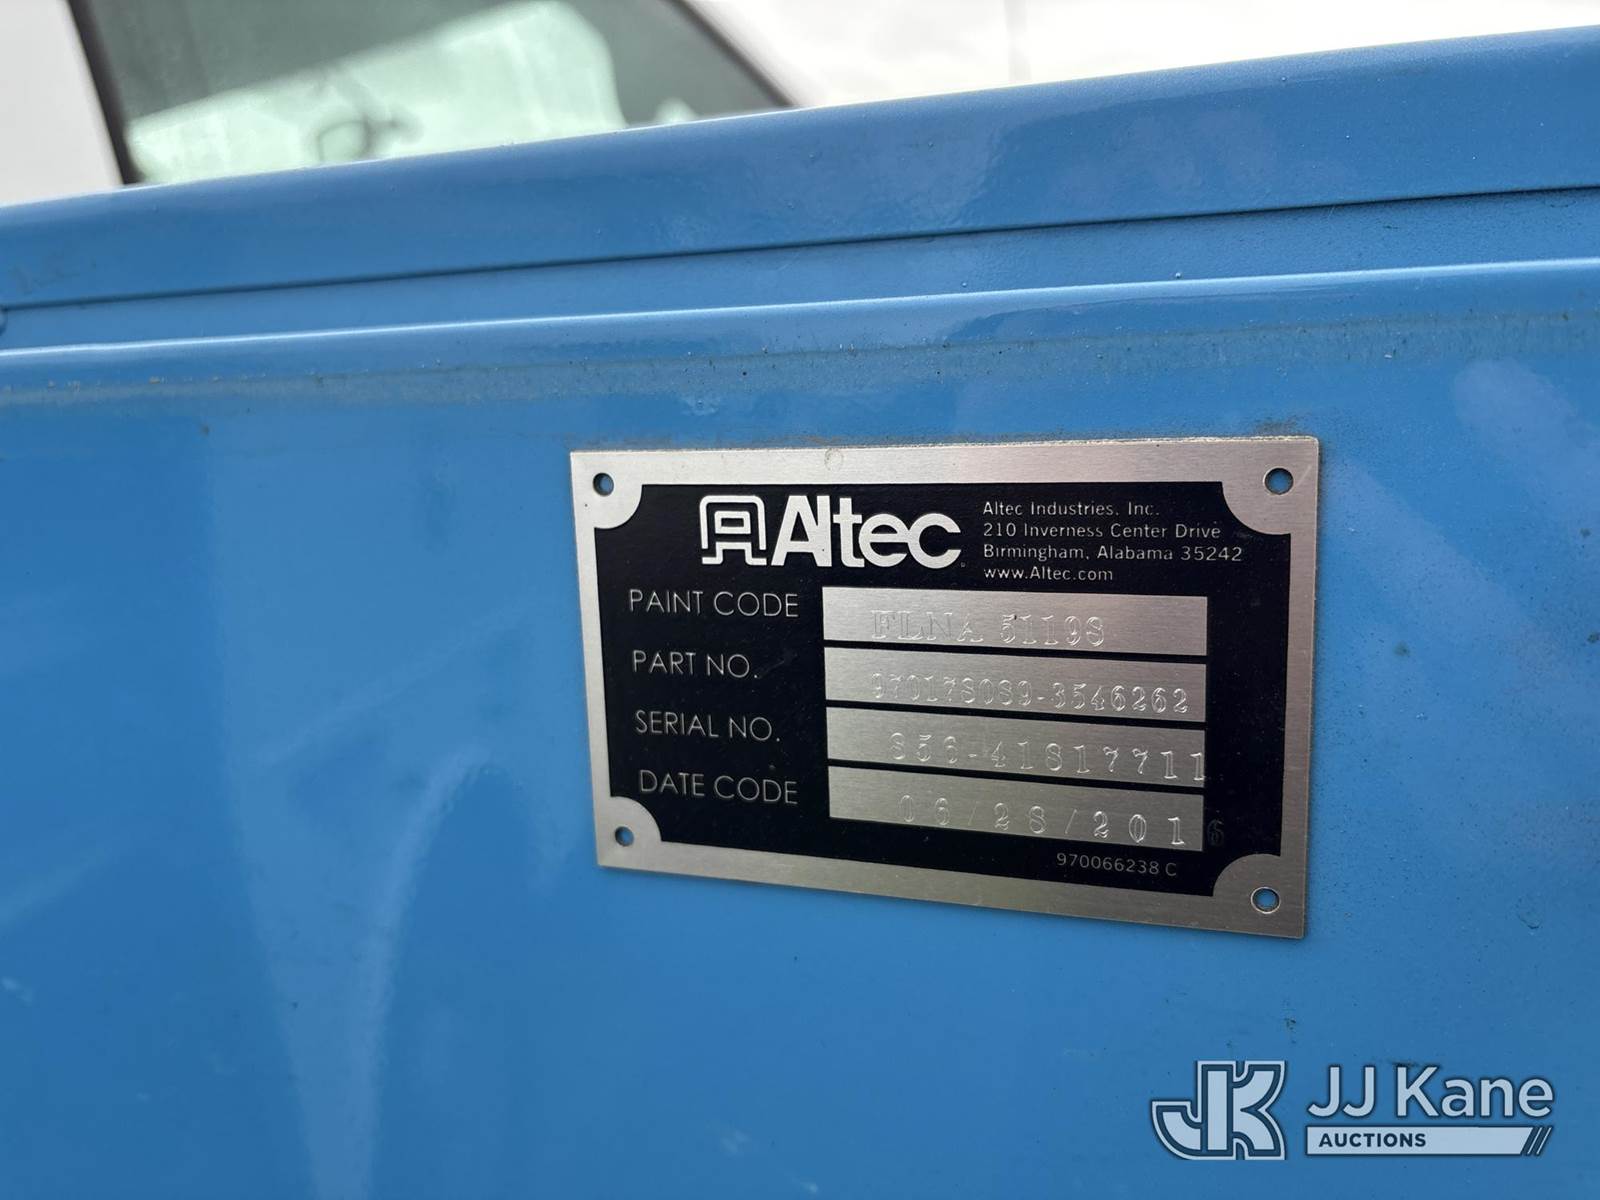 Altec
Altec Industries, Inc.
210 Inverness Center Drive
Birmingham, Alabama 35242
www.Altec.com
PAINT CODE FLNA 51198
PART NO. 970178089-3546262
SERIAL NO. 856-41817711
DATE CODE 06/28/2016
970066238 C
JK JJ Kane
AUCTIONS